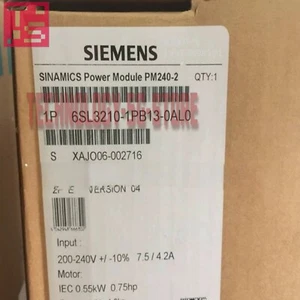 SIEMENS
SINAMICS Power Module PM240-2 QTY:1
1P 6SL3210-1PB13-0AL0
S XAJO06-002716
VERSION 04
Input :
200-240V +/- 10% 7.5 / 4.2A
Motor:
IEC 0.55kW 0.75hp